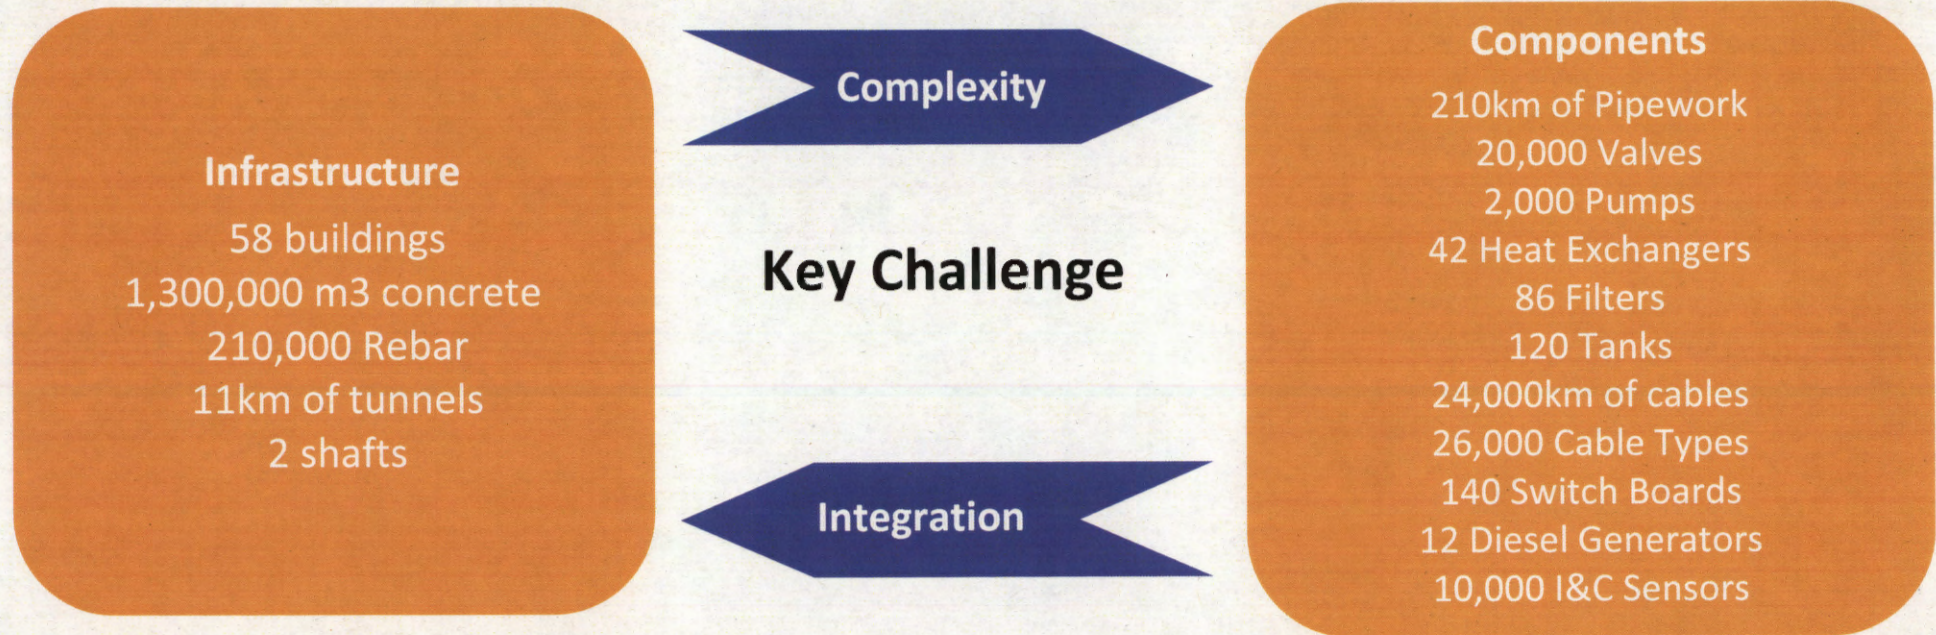 Infrastructure
58 buildings
1,300,000 m3 concrete
210,000 Rebar
11km of tunnels
2 shafts
Complexity
Key Challenge
Integration
Components
210km of Pipework
20,000 Valves
2,000 Pumps
42 Heat Exchangers
86 Filters
120 Tanks
24,000km of cables
26,000 Cable Types
140 Switch Boards
12 Diesel Generators
10,000 I&C Sensors